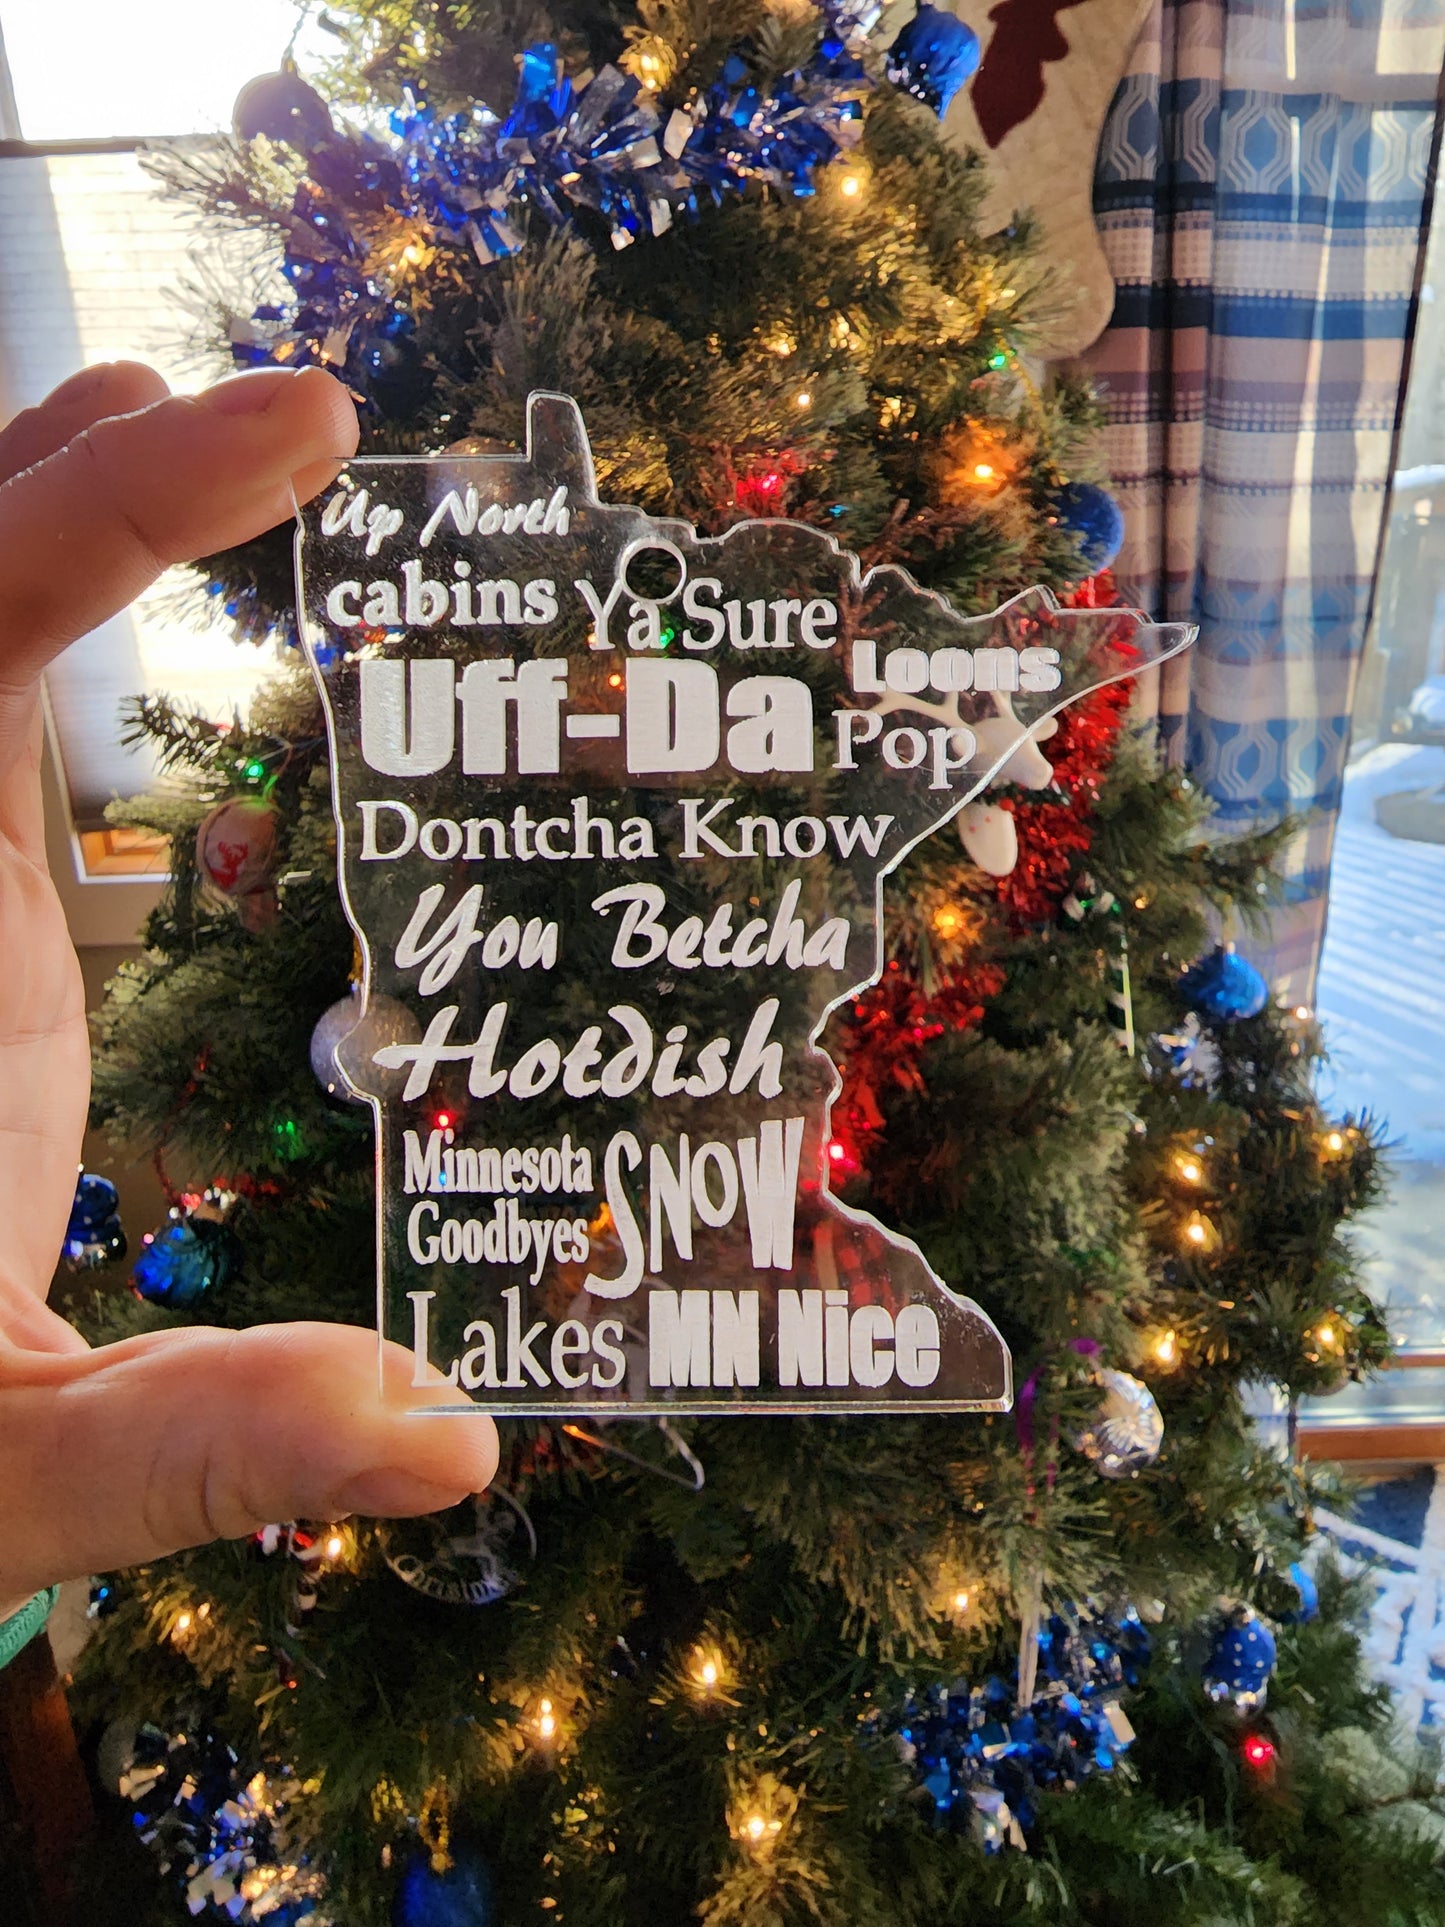 Up North
cabins
Ya Sure
Loons
Uff-Da
Pop
Dontcha Know
You Betcha
Hotdish
Minnesota
Goodbyes
SNOW
Lakes
MN Nice
Christmas